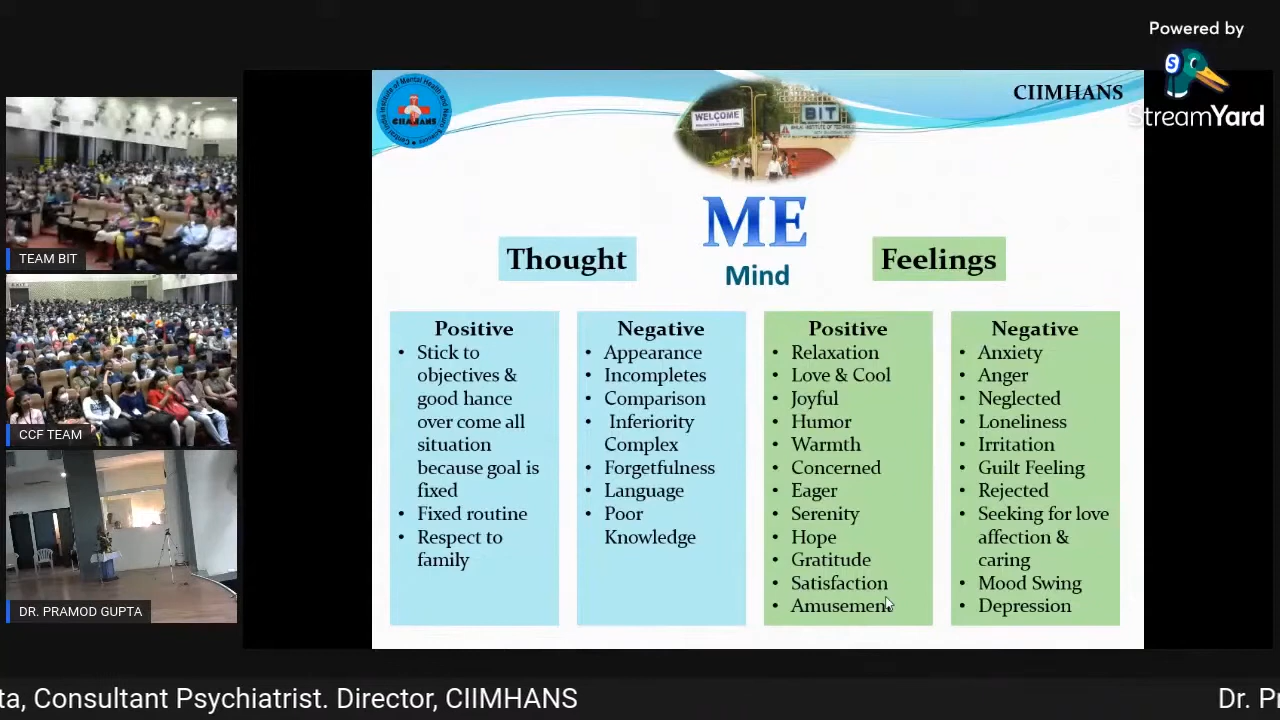 Powered by
StreamYard
CIIMHANS
WELCOME
BIT
CIIMHANS
ME
Mind
Thought
Feelings
Positive
• Stick to
objectives &
good hance
over come all
situation
because goal is
fixed
• Fixed routine
• Respect to
family
Negative
• Appearance
• Incompletes
• Comparison
• Inferiority
Complex
• Forgetfulness
• Language
• Poor
Knowledge
Positive
• Relaxation
• Love & Cool
• Joyful
• Humor
• Warmth
• Concerned
• Eager
• Serenity
• Hope
• Gratitude
• Satisfaction
• Amusement
Negative
• Anxiety
• Anger
• Neglected
• Loneliness
• Irritation
• Guilt Feeling
• Rejected
• Seeking for love
affection &
caring
• Mood Swing
• Depression
TEAM BIT
CCF TEAM
DR. PRAMOD GUPTA
ta, Consultant Psychiatrist. Director, CIIMHANS
Dr. Pr